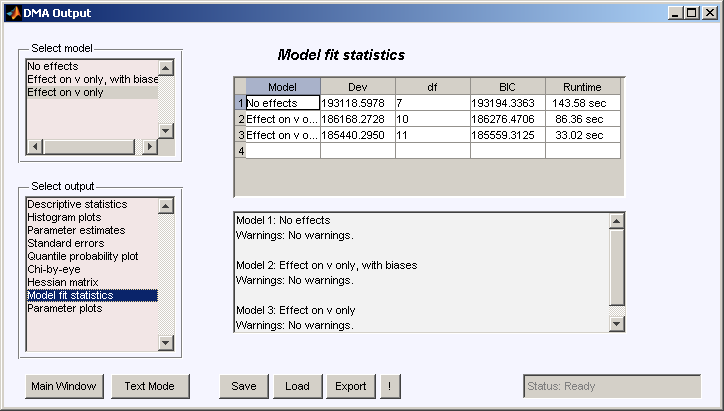 DMA Output
Select model
No effects
Effect on v only, with biase
Effect on v only
Select output
Descriptive statistics
Histogram plots
Parameter estimates
Standard errors
Quantile probability plot
Chi-by-eye
Hessian matrix
Model fit statistics
Parameter plots
Model fit statistics
Model Dev df BIC Runtime
1 No effects 193118.5978 7 193194.3363 143.58 sec
2 Effect on v o... 186168.2728 10 186276.4706 86.36 sec
3 Effect on v o... 185440.2950 11 185559.3125 33.02 sec
4
Model 1: No effects
Warnings: No warnings.
Model 2: Effect on v only, with biases
Warnings: No warnings.
Model 3: Effect on v only
Warnings: No warnings.
Main Window Text Mode Save Load Export ! Status: Ready